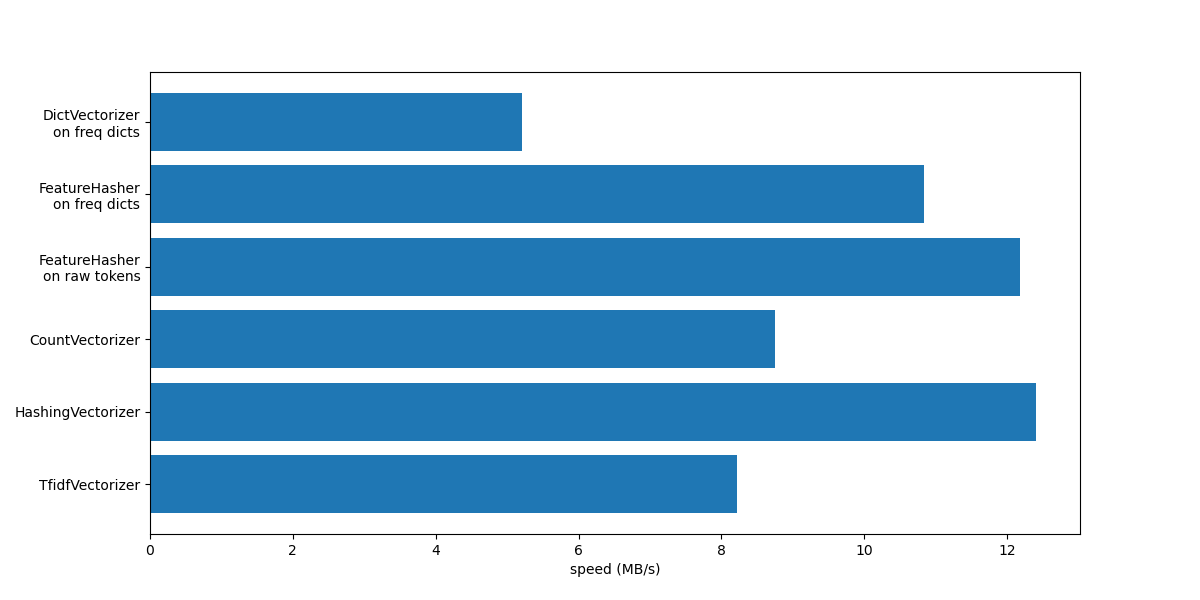 DictVectorizer
on freq dicts
FeatureHasher
on freq dicts
FeatureHasher
on raw tokens
CountVectorizer
HashingVectorizer
TfidfVectorizer
0 2 4 6 8 10 12
speed (MB/s)